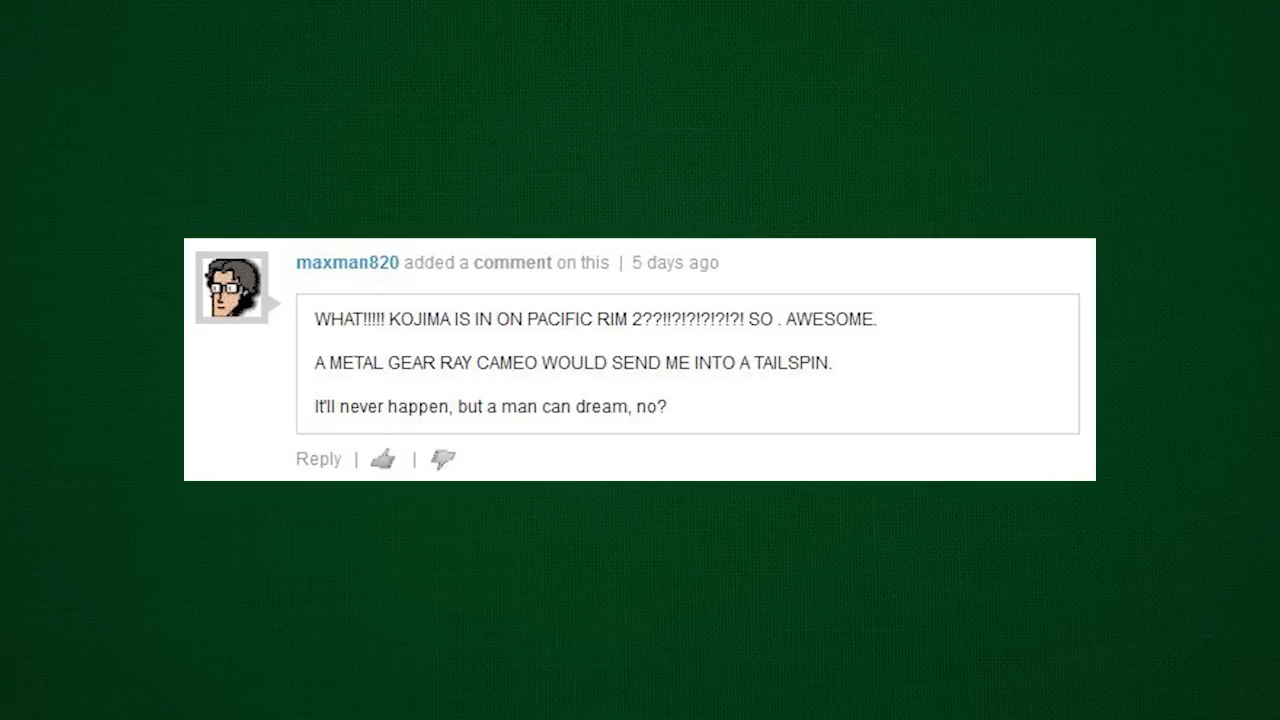 maxman820 added a comment on this | 5 days ago
WHAT!!!!! KOJIMA IS IN ON PACIFIC RIM 2??!!?!?!?!?!?! SO . AWESOME.
A METAL GEAR RAY CAMEO WOULD SEND ME INTO A TAILSPIN.
It'll never happen, but a man can dream, no?
Reply | |